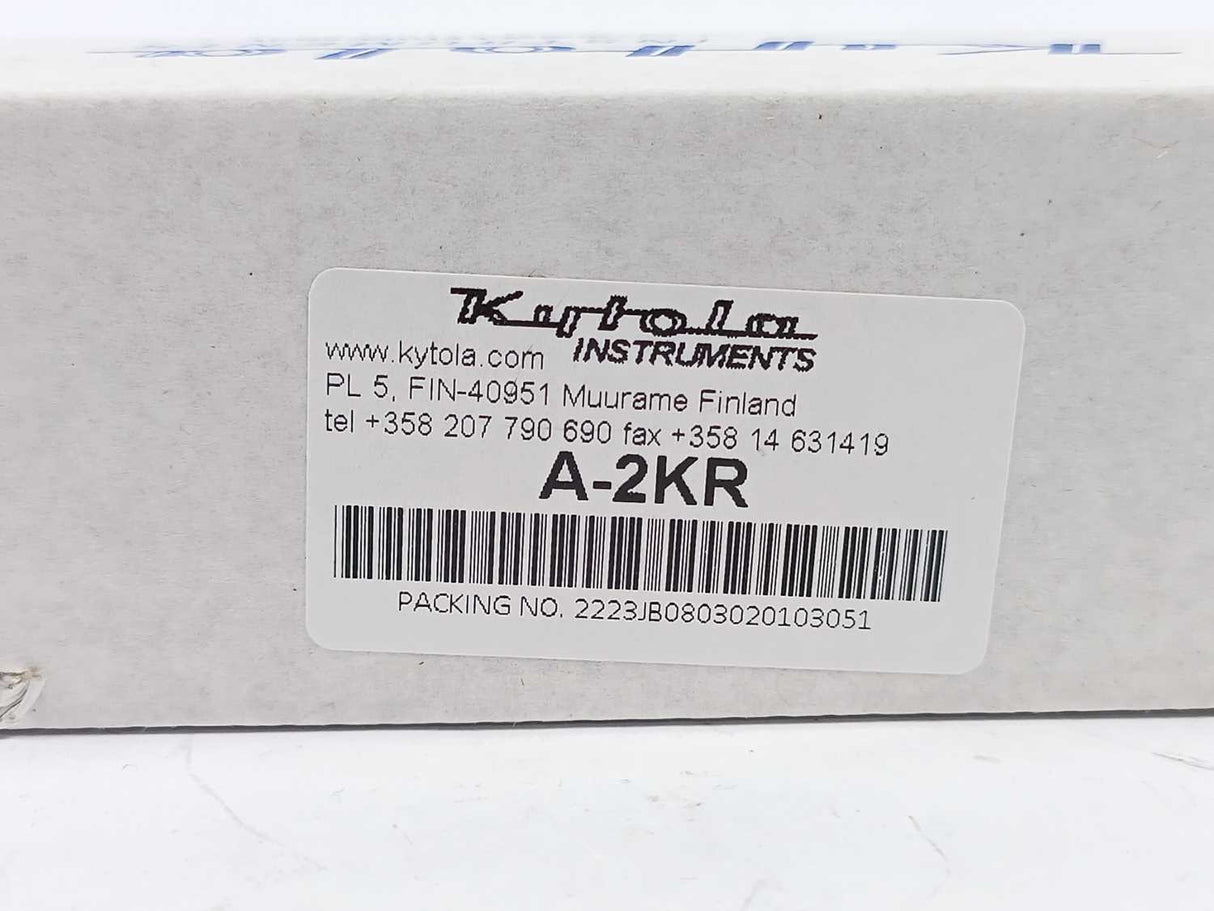 Kytola
INSTRUMENTS
www.kytola.com
PL 5, FIN-40951 Muurame Finland
tel +358 207 790 690 fax +358 14 631419
A-2KR
PACKING NO. 2223JB0803020103051